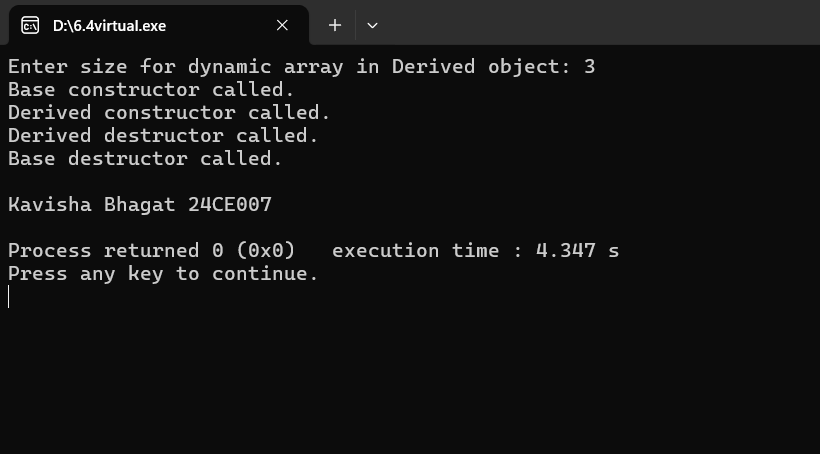 D:\6.4virtual.exe
Enter size for dynamic array in Derived object: 3
Base constructor called.
Derived constructor called.
Derived destructor called.
Base destructor called.
Kavisha Bhagat 24CE007
Process returned 0 (0x0)   execution time : 4.347 s
Press any key to continue.